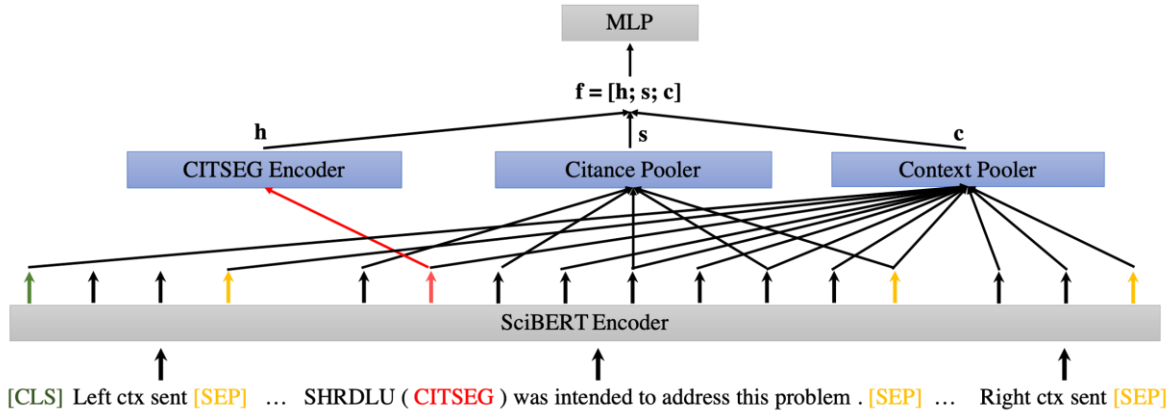 MLP
f = [h; s; c]
h s c
CITSEG Encoder Citance Pooler Context Pooler
SciBERT Encoder
[CLS] Left ctx sent [SEP] ... SHRDLU ( CITSEG ) was intended to address this problem . [SEP] ... Right ctx sent [SEP]